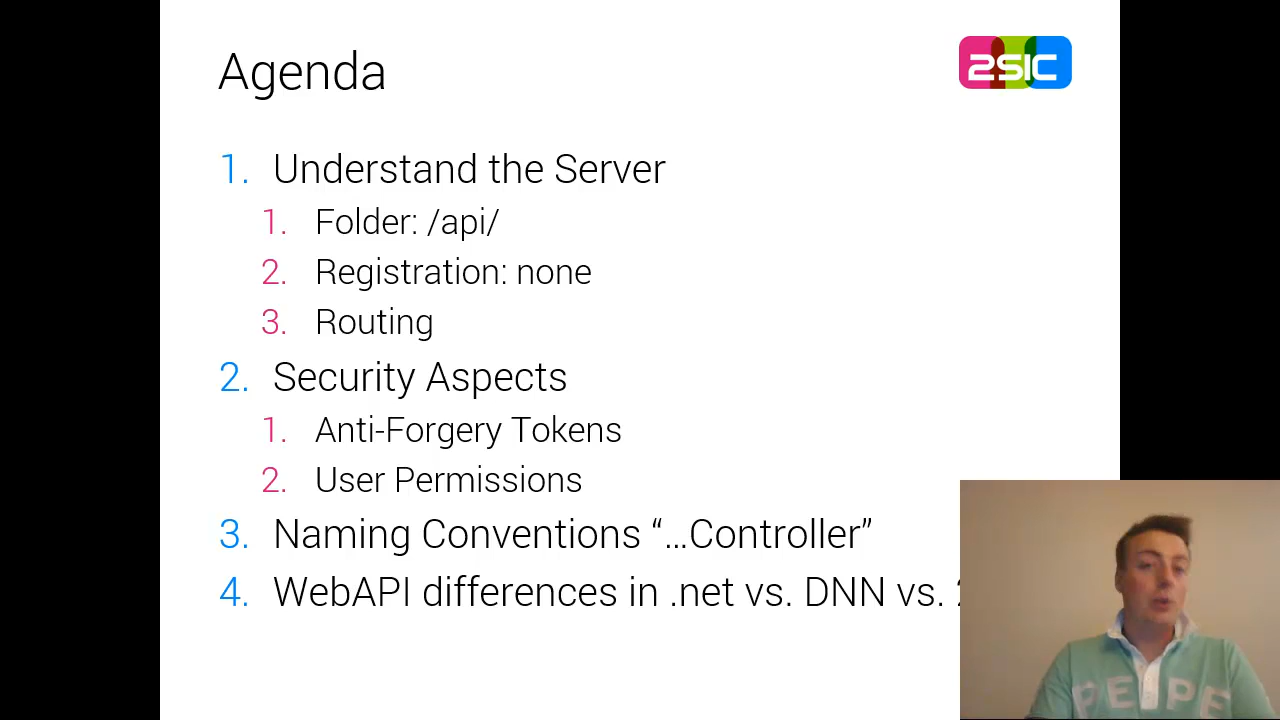 Agenda
2SIC
1. Understand the Server
1. Folder: /api/
2. Registration: none
3. Routing
2. Security Aspects
1. Anti-Forgery Tokens
2. User Permissions
3. Naming Conventions “...Controller”
4. WebAPI differences in .net vs. DNN vs.